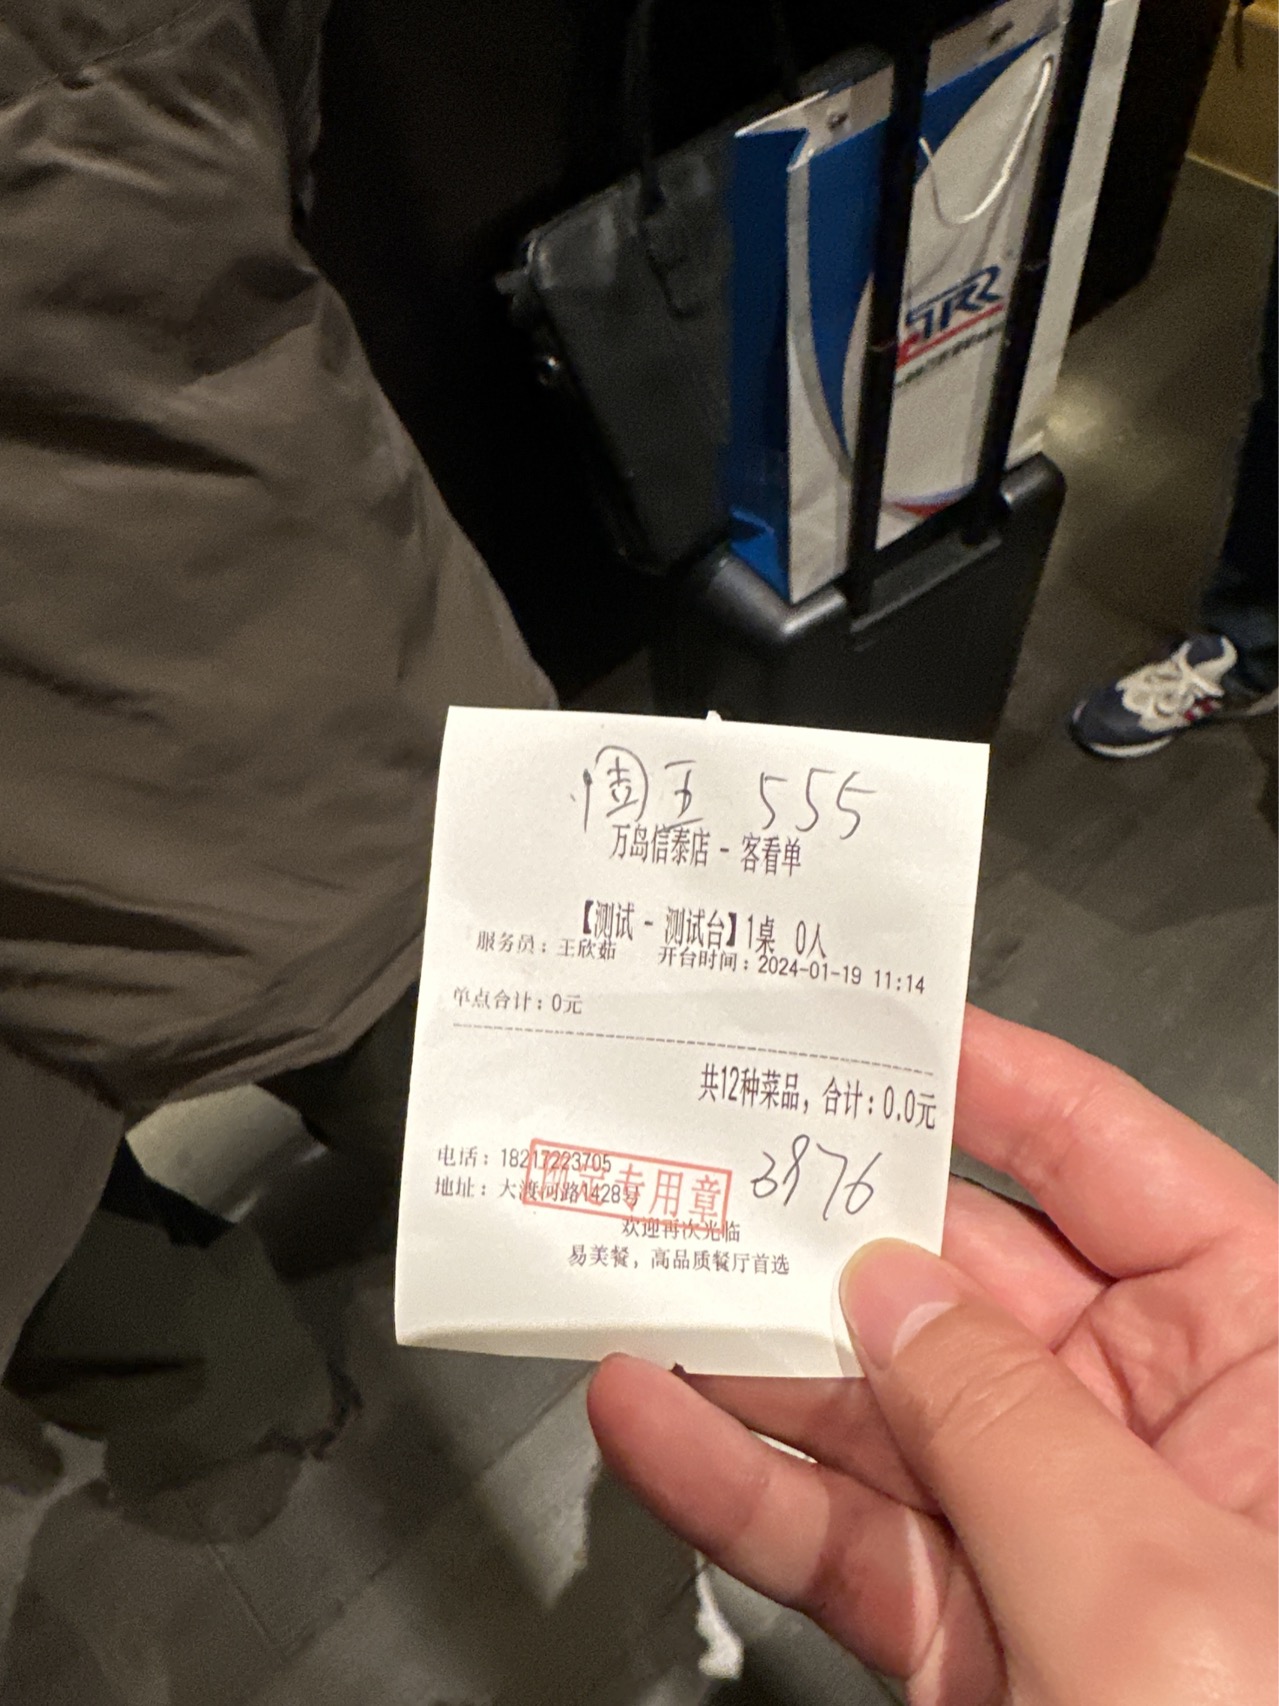 周五 555
万岛信泰店 - 客看单
【测试 - 测试台】1桌 0人
服务员：王欣茹 开台时间：2024-01-19 11:14
单点合计：0元
共12种菜品，合计：0.0元
电话：18217223705
地址：大渡河路1428号
专用章
3976
欢迎再次光临
易美餐，高品质餐厅首选